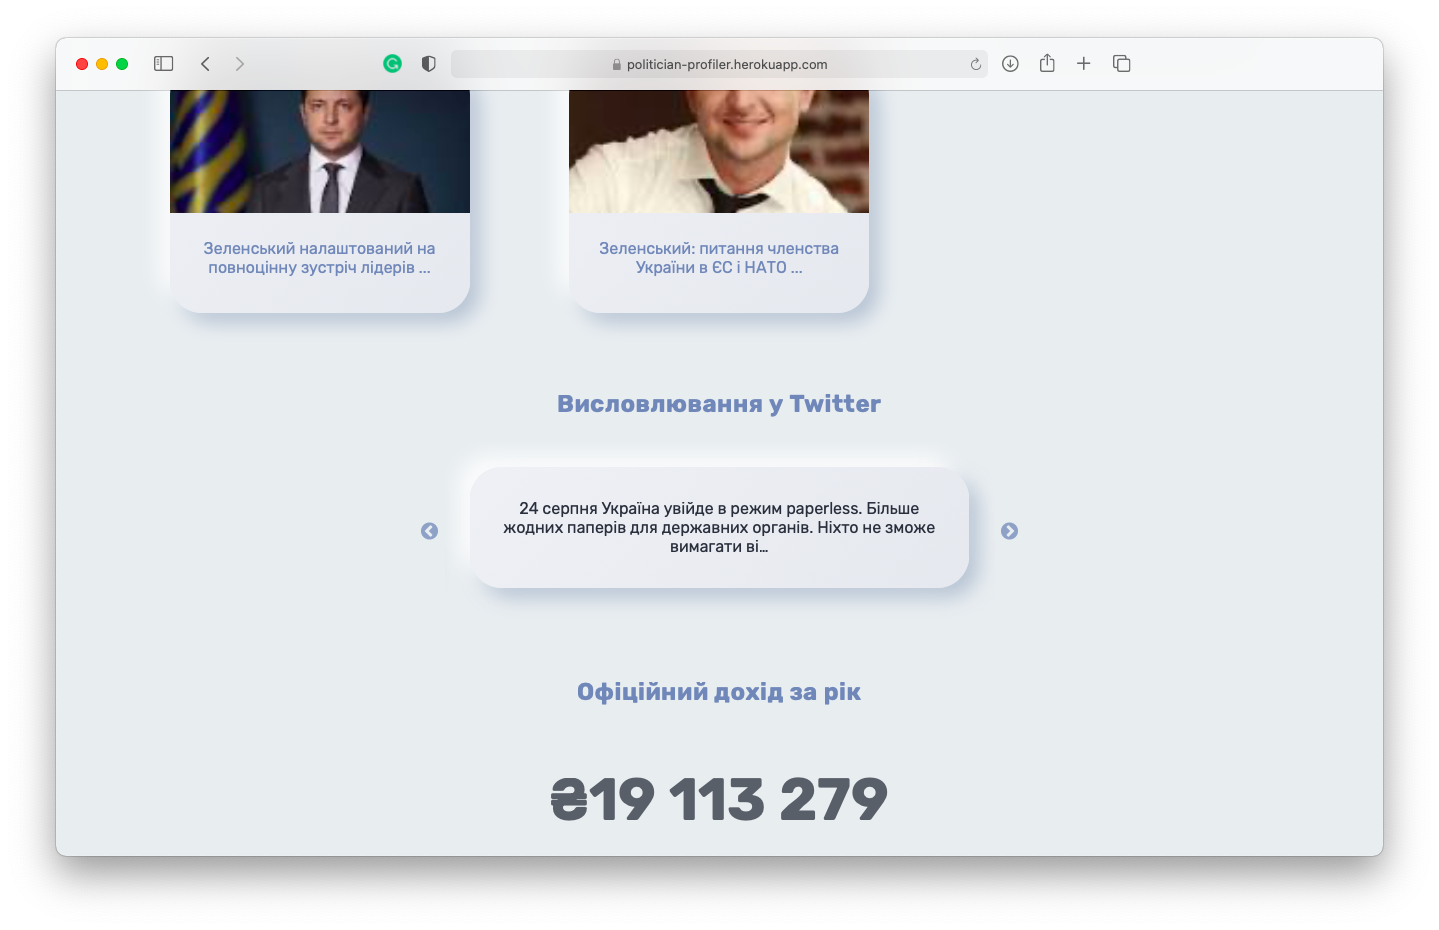 politician-profiler.herokuapp.com
Зеленський налаштований на
повноцінну зустріч лідерів ...
Зеленський: питання членства
України в ЄС і НАТО ...
Висловлювання у Twitter
24 серпня Україна увійде в режим paperless. Більше
жодних паперів для державних органів. Ніхто не зможе
вимагати ві...
Офіційний дохід за рік
₴19 113 279